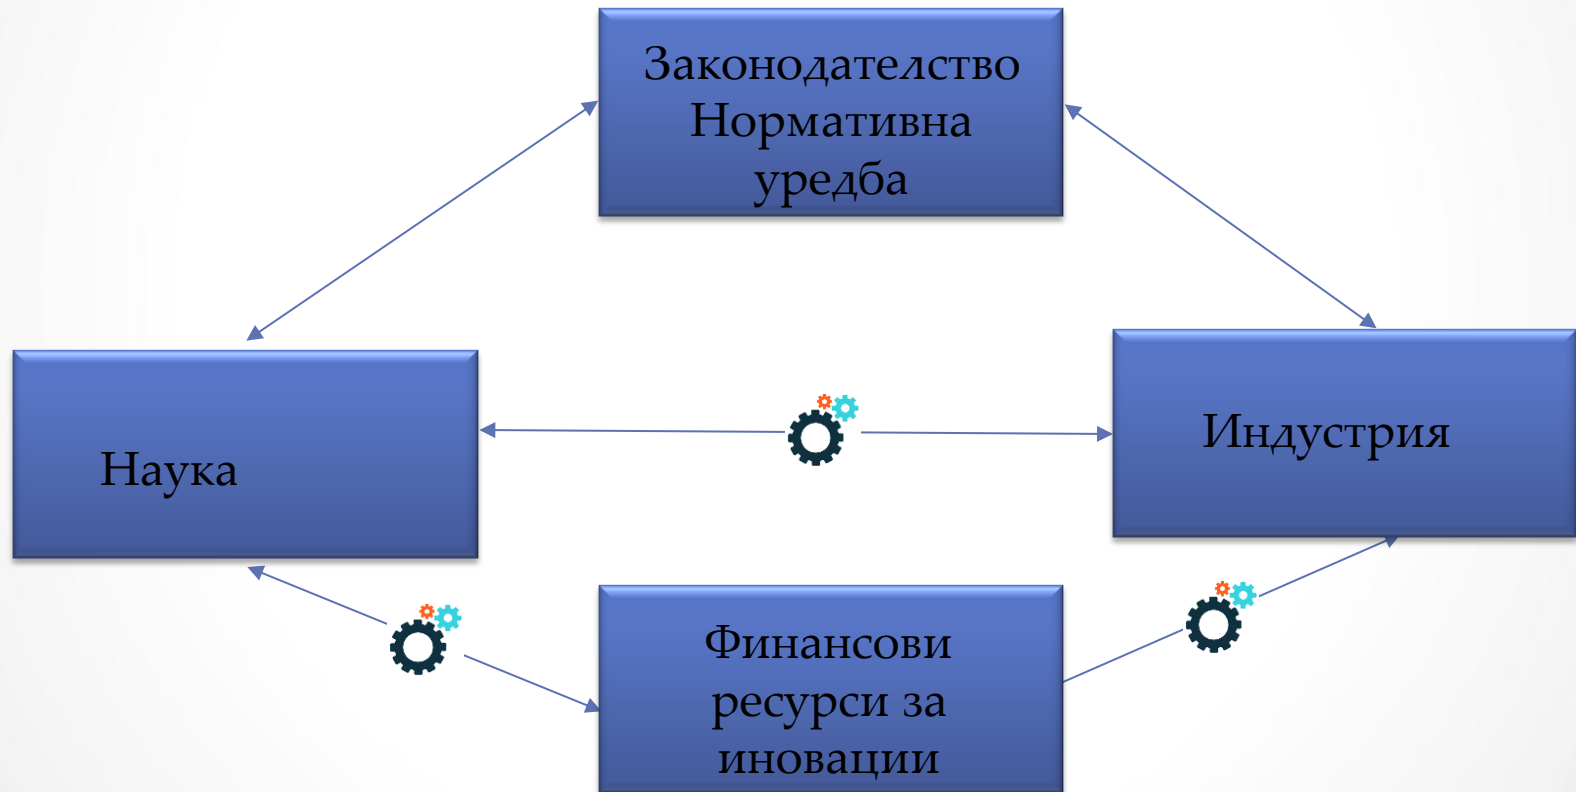 Законодателство
Нормативна
уредба
Наука
Индустрия
Финансови
ресурси за
иновации